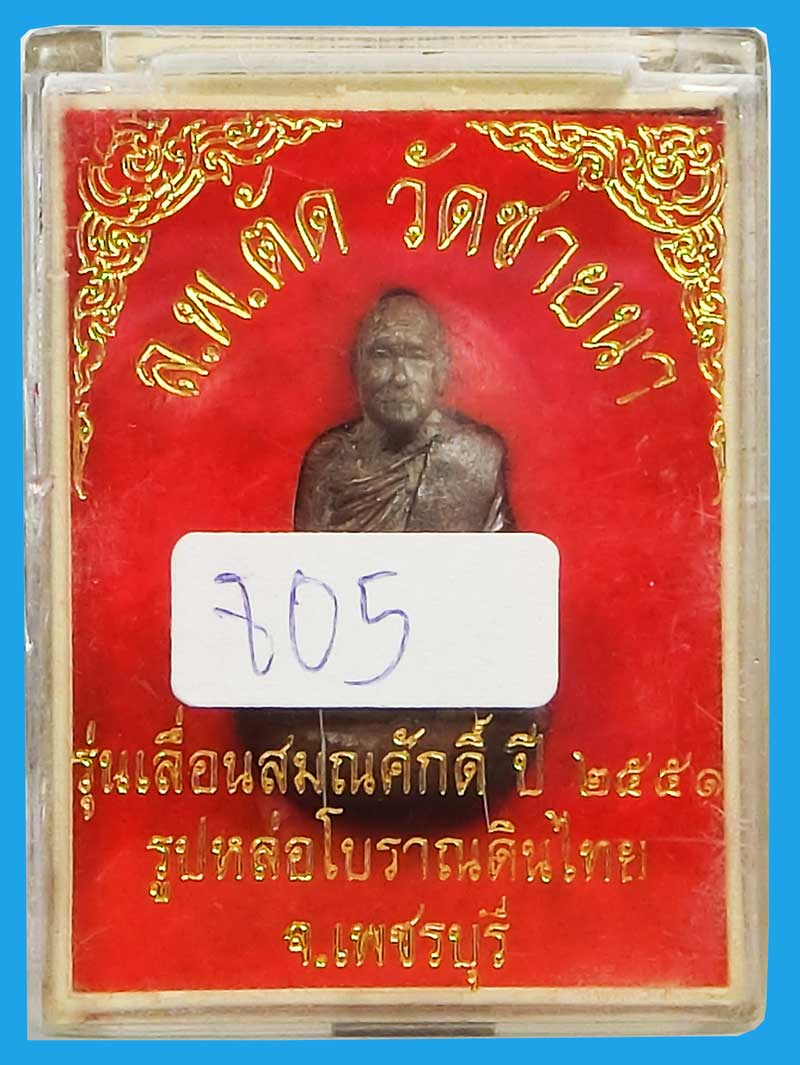 ล.พ.ตัด วัดชายนา
705
รุ่นเลื่อนสมณศักดิ์ ปี ๒๕๕๑
รูปหล่อโบราณดินไทย
จ.เพชรบุรี